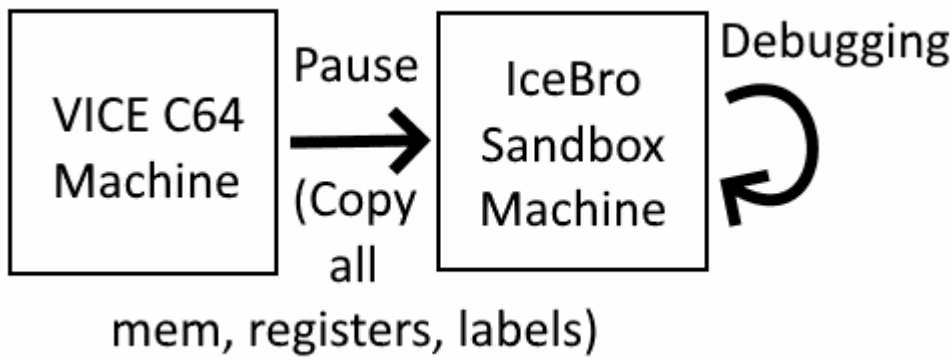 VICE C64
Machine
Pause
(Copy
all
mem, registers, labels)
IceBro
Sandbox
Machine
Debugging